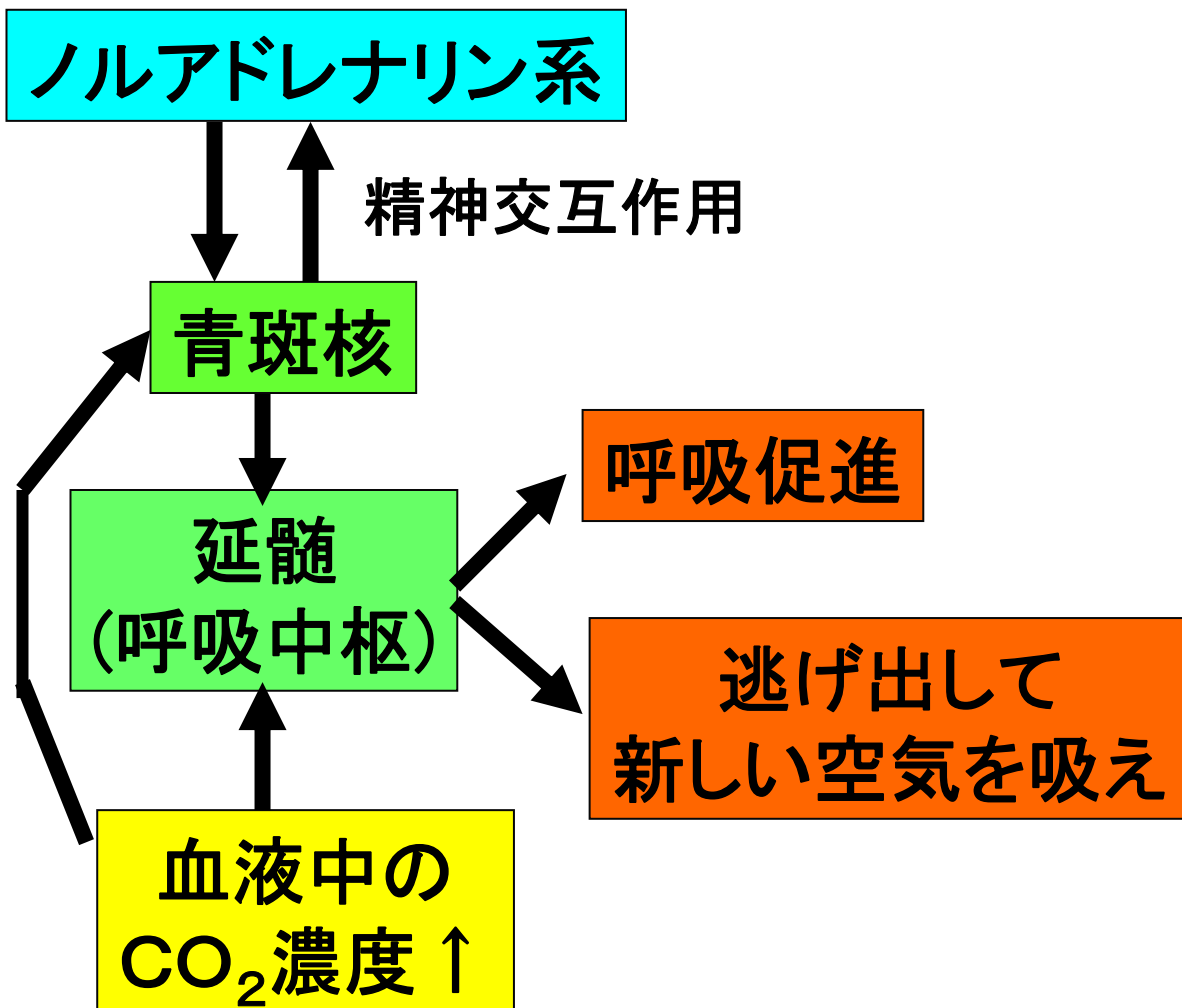 ノルアドレナリン系
精神交互作用
青斑核
呼吸促進
延髄
(呼吸中枢)
逃げ出して
新しい空気を吸え
血液中の
CO₂濃度↑